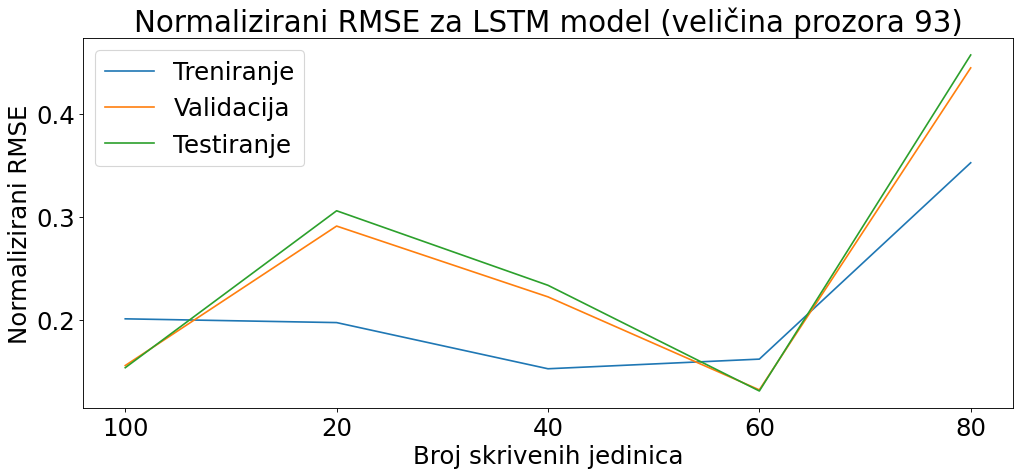 Normalizirani RMSE za LSTM model (veličina prozora 93)
Treniranje
Validacija
Testiranje
Normalizirani RMSE
0.4
0.3
0.2
100 20 40 60 80
Broj skrivenih jedinica